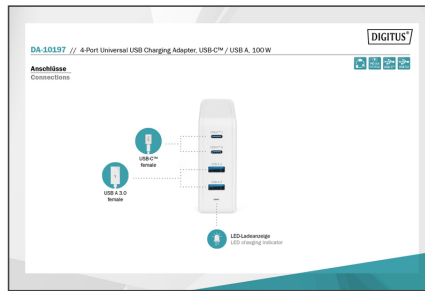 DIGITUS®
DA-10197 // 4-Port Universal USB Charging Adapter, USB-C™ / USB A, 100 W
Anschlüsse
Connections
USB-C™
female
USB A 3.0
female
LED-Ladeanzeige
LED charging indicator